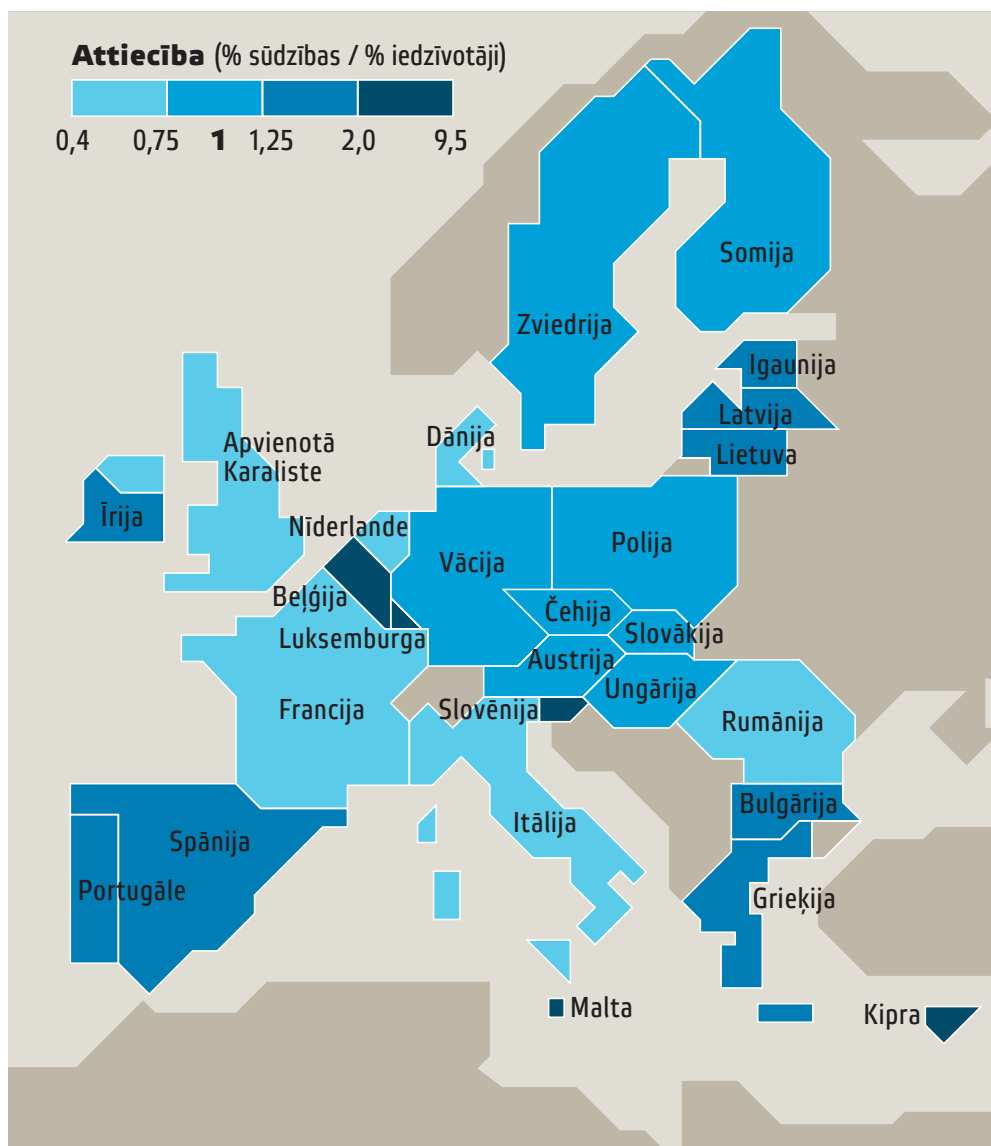 Attiecība (% sūdzības / % iedzīvotāji)
0,4 0,75 1 1,25 2,0 9,5
Somija
Zviedrija
Igaunija
Latvija
Lietuva
Dānija
Apvienotā
Karaliste
Īrija
Nīderlande
Vācija
Polija
Beļģija
Čehija
Luksemburga
Slovākija
Austrija
Ungārija
Francija
Slovēnija
Rumānija
Bulgārija
Itālija
Spānija
Portugāle
Grieķija
Malta
Kipra